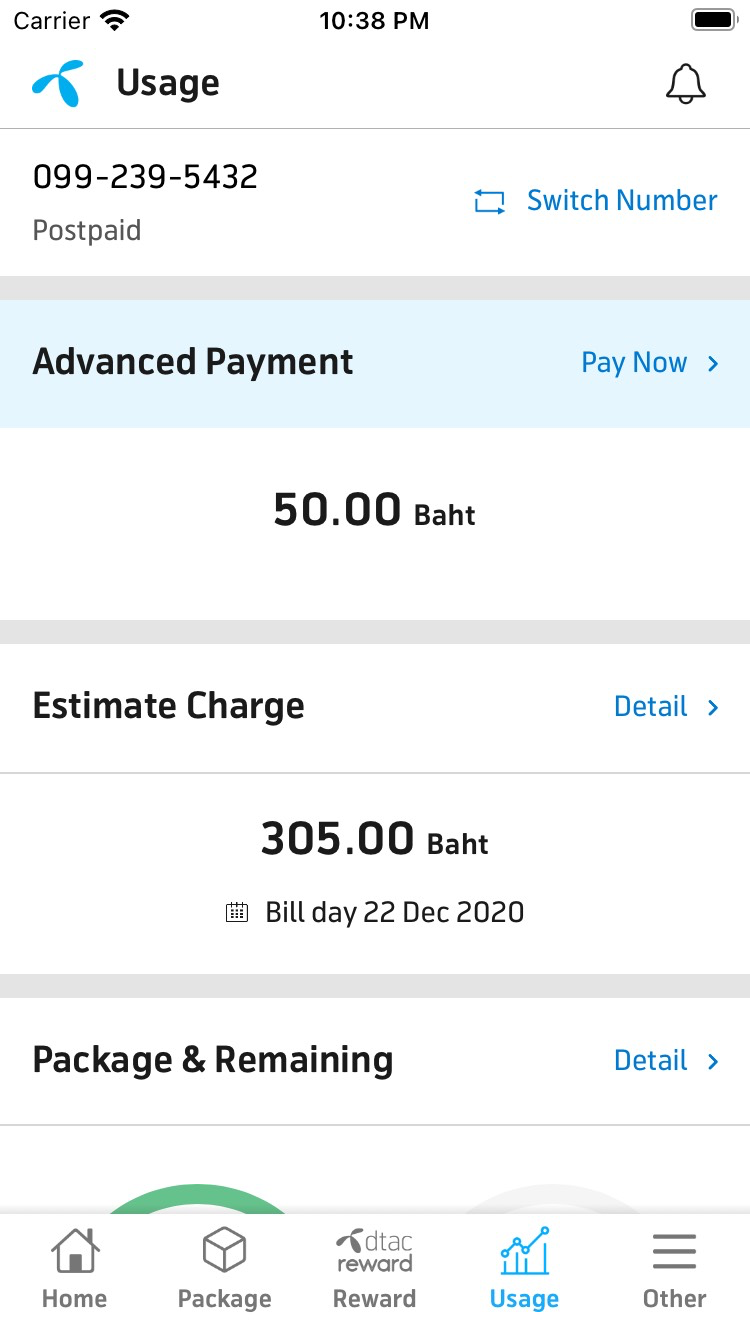 Carrier 10:38 PM
Usage
099-239-5432
Postpaid
Switch Number
Advanced Payment Pay Now
50.00 Baht
Estimate Charge Detail
305.00 Baht
Bill day 22 Dec 2020
Package & Remaining Detail
dtac
reward
Home Package Reward Usage Other